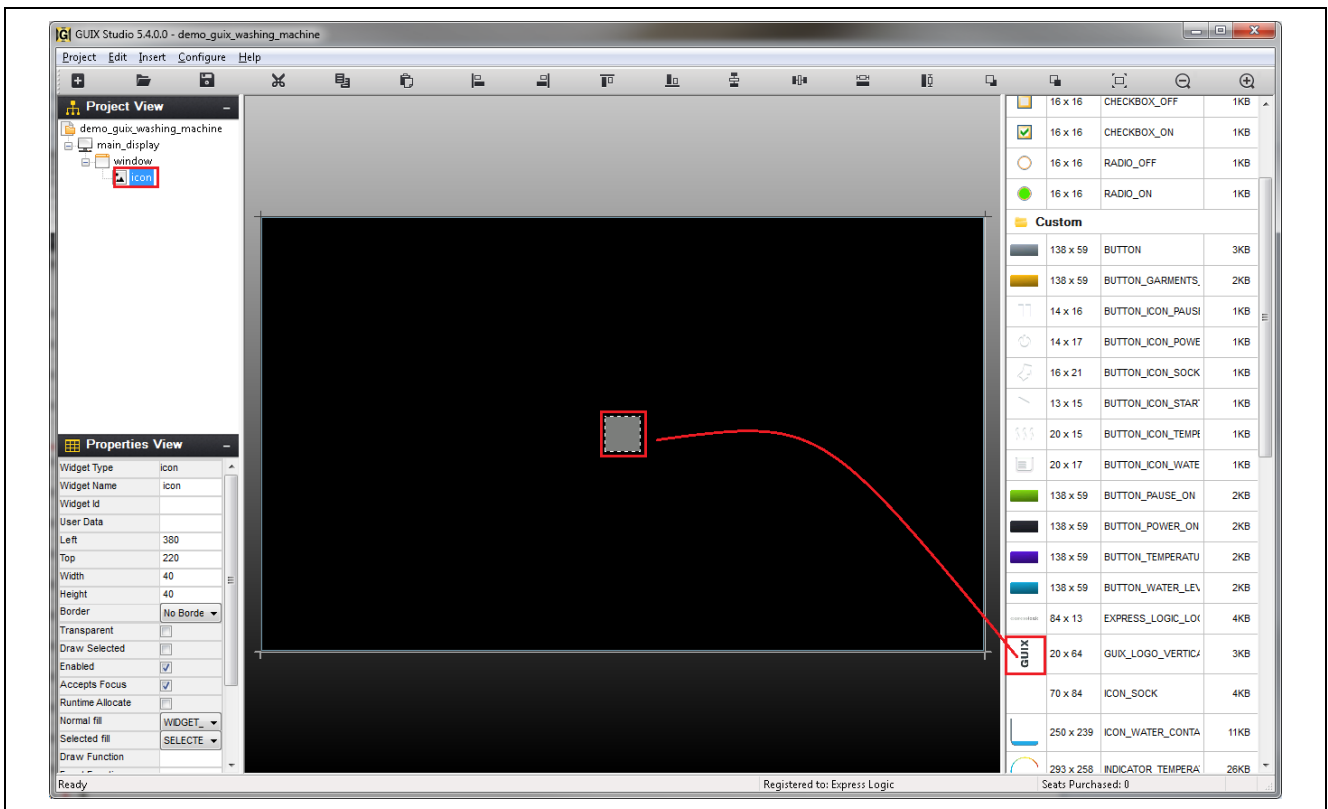 GUIX Studio 5.4.0.0 - demo_guix_washing_machine
Project Edit Insert Configure Help
Project View
demo_guix_washing_machine
main_display
window
icon
Properties View
Widget Type icon
Widget Name icon
Widget Id
User Data
Left 380
Top 220
Width 40
Height 40
Border No Borde
Transparent
Draw Selected
Enabled
Accepts Focus
Runtime Allocate
Normal fill WIDGET_
Selected fill SELECTE
Draw Function
16 x 16 CHECKBOX_OFF 1KB
16 x 16 CHECKBOX_ON 1KB
16 x 16 RADIO_OFF 1KB
16 x 16 RADIO_ON 1KB
Custom
138 x 59 BUTTON 3KB
138 x 59 BUTTON_GARMENTS_ 2KB
14 x 16 BUTTON_ICON_PAUSI 1KB
14 x 17 BUTTON_ICON_POWE 1KB
16 x 21 BUTTON_ICON_SOCK 1KB
13 x 15 BUTTON_ICON_STAR 1KB
20 x 15 BUTTON_ICON_TEMPE 1KB
20 x 17 BUTTON_ICON_WATE 1KB
138 x 59 BUTTON_PAUSE_ON 2KB
138 x 59 BUTTON_POWER_ON 2KB
138 x 59 BUTTON_TEMPERATU 2KB
138 x 59 BUTTON_WATER_LEV 2KB
84 x 13 EXPRESS_LOGIC_LO 4KB
GUIX 20 x 64 GUIX_LOGO_VERTICA 3KB
70 x 84 ICON_SOCK 4KB
250 x 239 ICON_WATER_CONTA 11KB
293 x 258 INDICATOR_TEMPERA 26KB
Ready
Registered to: Express Logic
Seats Purchased: 0